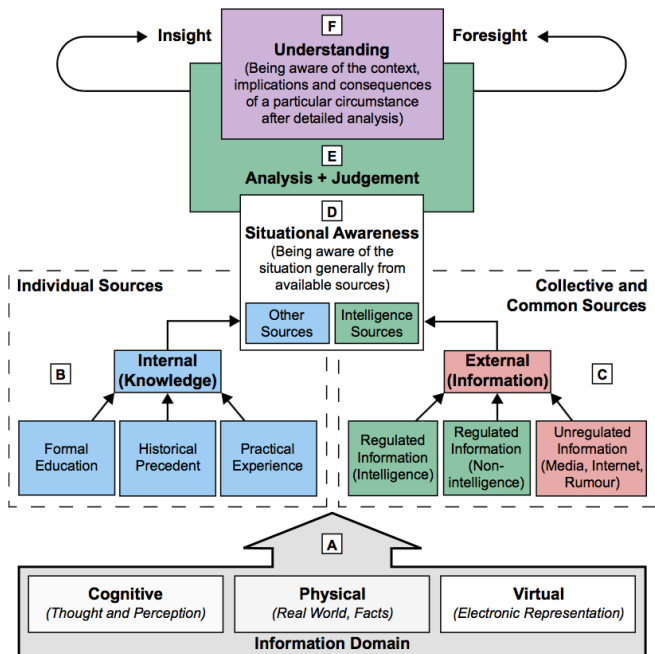 F
Insight
Understanding
Foresight
(Being aware of the context,
implications and consequences
of a particular circumstance
after detailed analysis)
E
Analysis + Judgement
D
Situational Awareness
(Being aware of the
situation generally from
available sources)
Other
Sources
Intelligence
Sources
Individual Sources
Collective and
Common Sources
B
Internal
(Knowledge)
External
(Information)
C
Formal
Education
Historical
Precedent
Practical
Experience
Regulated
Information
(Intelligence)
Regulated
Information
(Non-
intelligence)
Unregulated
Information
(Media, Internet,
Rumour)
A
Cognitive
(Thought and Perception)
Physical
(Real World, Facts)
Virtual
(Electronic Representation)
Information Domain